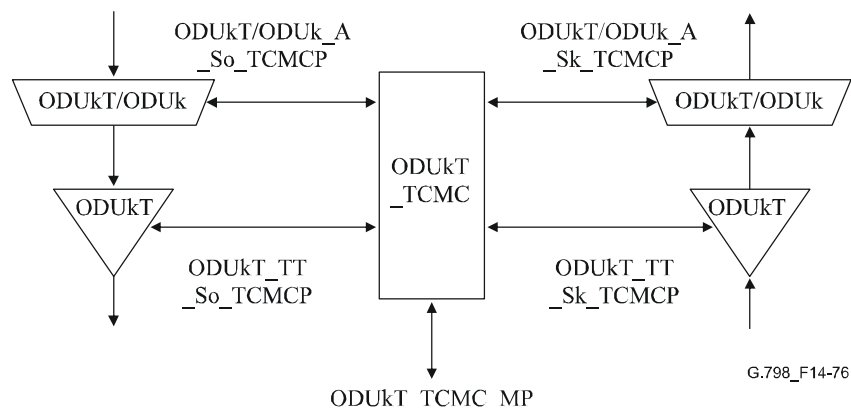 ODUkT/ODUk_A
_So_TCMCP
ODUkT/ODUk_A
_Sk_TCMCP
ODUkT/ODUk
ODUkT/ODUk
ODUkT
_TCMC
ODUkT
ODUkT
ODUkT_TT
_So_TCMCP
ODUkT_TT
_Sk_TCMCP
G.798_F14-76
ODUkT_TCMC_MP